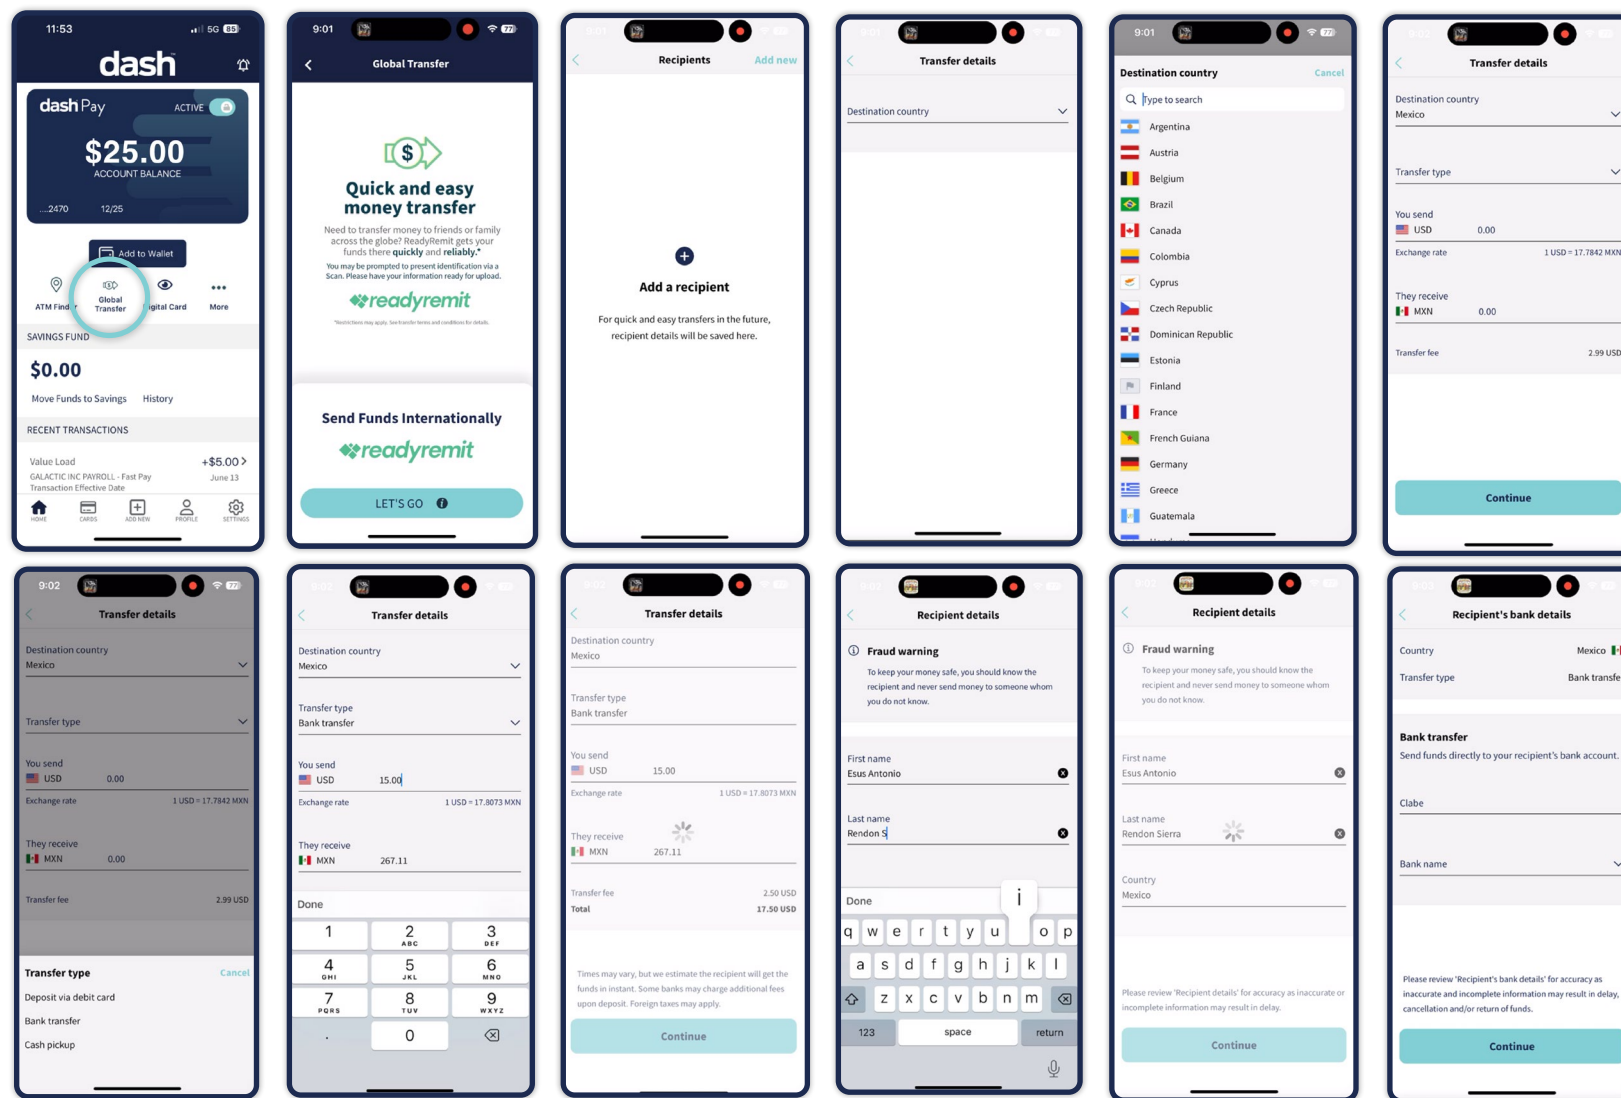 11:53
5G 85
dash
dash Pay
ACTIVE
$25.00
ACCOUNT BALANCE
....2470 12/25
Add to Wallet
ATM Finder
Global
Transfer
Digital Card
More
SAVINGS FUND
$0.00
Move Funds to Savings History
RECENT TRANSACTIONS
Value Load +$5.00 >
GALACTIC INC PAYROLL - Fast Pay June 13
Transaction Effective Date
HOME CARDS ADD NEW PROFILE SETTINGS
9:01 77
Global Transfer
$
Quick and easy
money transfer
Need to transfer money to friends or family
across the globe? ReadyRemit gets your
funds there quickly and reliably.*
You may be prompted to present identification via a
Scan. Please have your information ready for upload.
readyremit
*Restrictions may apply. See transfer terms and conditions for details.
Send Funds Internationally
readyremit
LET'S GO i
Recipients Add new
Add a recipient
For quick and easy transfers in the future,
recipient details will be saved here.
Transfer details
Destination country
9:01 77
Destination country Cancel
Type to search
Argentina
Austria
Belgium
Brazil
Canada
Colombia
Cyprus
Czech Republic
Dominican Republic
Estonia
Finland
France
French Guiana
Germany
Greece
Guatemala
Transfer details
Destination country
Mexico
Transfer type
You send
USD 0.00
Exchange rate 1 USD = 17.7842 MXN
They receive
MXN 0.00
Transfer fee 2.99 USD
Continue
9:02 77
Transfer details
Destination country
Mexico
Transfer type
You send
USD 0.00
Exchange rate 1 USD = 17.7842 MXN
They receive
MXN 0.00
Transfer fee 2.99 USD
Transfer type Cancel
Deposit via debit card
Bank transfer
Cash pickup
Transfer details
Destination country
Mexico
Transfer type
Bank transfer
You send
USD 15.00
Exchange rate 1 USD = 17.8073 MXN
They receive
MXN 267.11
Done
1 2 3
ABC DEF
4 5 6
GHI JKL MNO
7 8 9
PQRS TUV WXYZ
. 0
Transfer details
Destination country
Mexico
Transfer type
Bank transfer
You send
USD 15.00
Exchange rate 1 USD = 17.8073 MXN
They receive
MXN 267.11
Transfer fee 2.50 USD
Total 17.50 USD
Times may vary, but we estimate the recipient will get the
funds in instant. Some banks may charge additional fees
upon deposit. Foreign taxes may apply.
Continue
Recipient details
Fraud warning
To keep your money safe, you should know the
recipient and never send money to someone whom
you do not know.
First name
Esus Antonio
Last name
Rendon S
Done
i
q w e r t y u o p
a s d f g h j k l
z x c v b n m
123 space return
Recipient details
Fraud warning
To keep your money safe, you should know the
recipient and never send money to someone whom
you do not know.
First name
Esus Antonio
Last name
Rendon Sierra
Country
Mexico
Please review 'Recipient details' for accuracy as inaccurate or
incomplete information may result in delay.
Continue
Recipient's bank details
Country Mexico
Transfer type Bank transfe
Bank transfer
Send funds directly to your recipient's bank account.
Clabe
Bank name
Please review 'Recipient's bank details' for accuracy as
inaccurate and incomplete information may result in delay,
cancellation and/or return of funds.
Continue